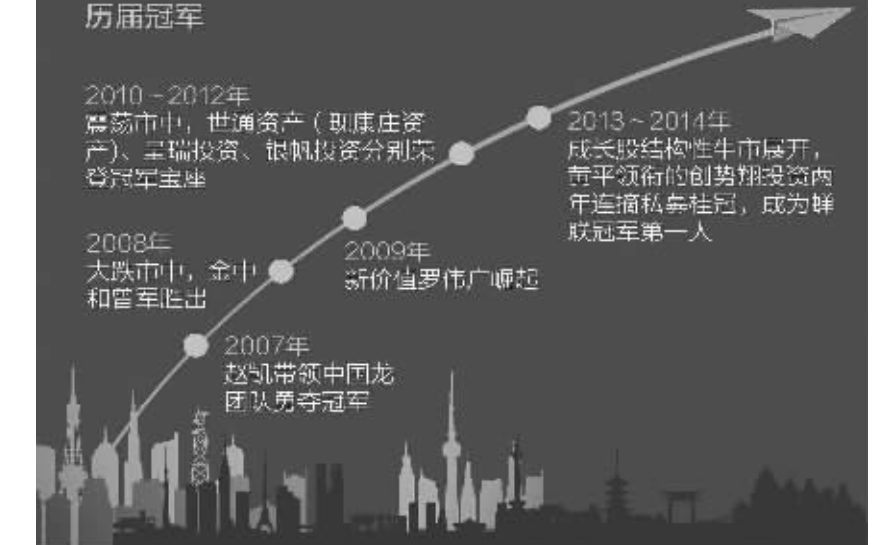 历届冠军
2010~2012年
震荡市中，世通资产（现康庄资
产)、呈瑞投资、银帆投资分别荣
登冠军宝座
2013~2014年
成长股结构性牛市展开，
黄平领衔的创势翔投资两
年连摘私募桂冠，成为蝉
联冠军第一人
2008年
大跌市中，金中
和曾军胜出
2009年
新价值罗伟广崛起
2007年
赵凯带领中国龙
团队勇夺冠军